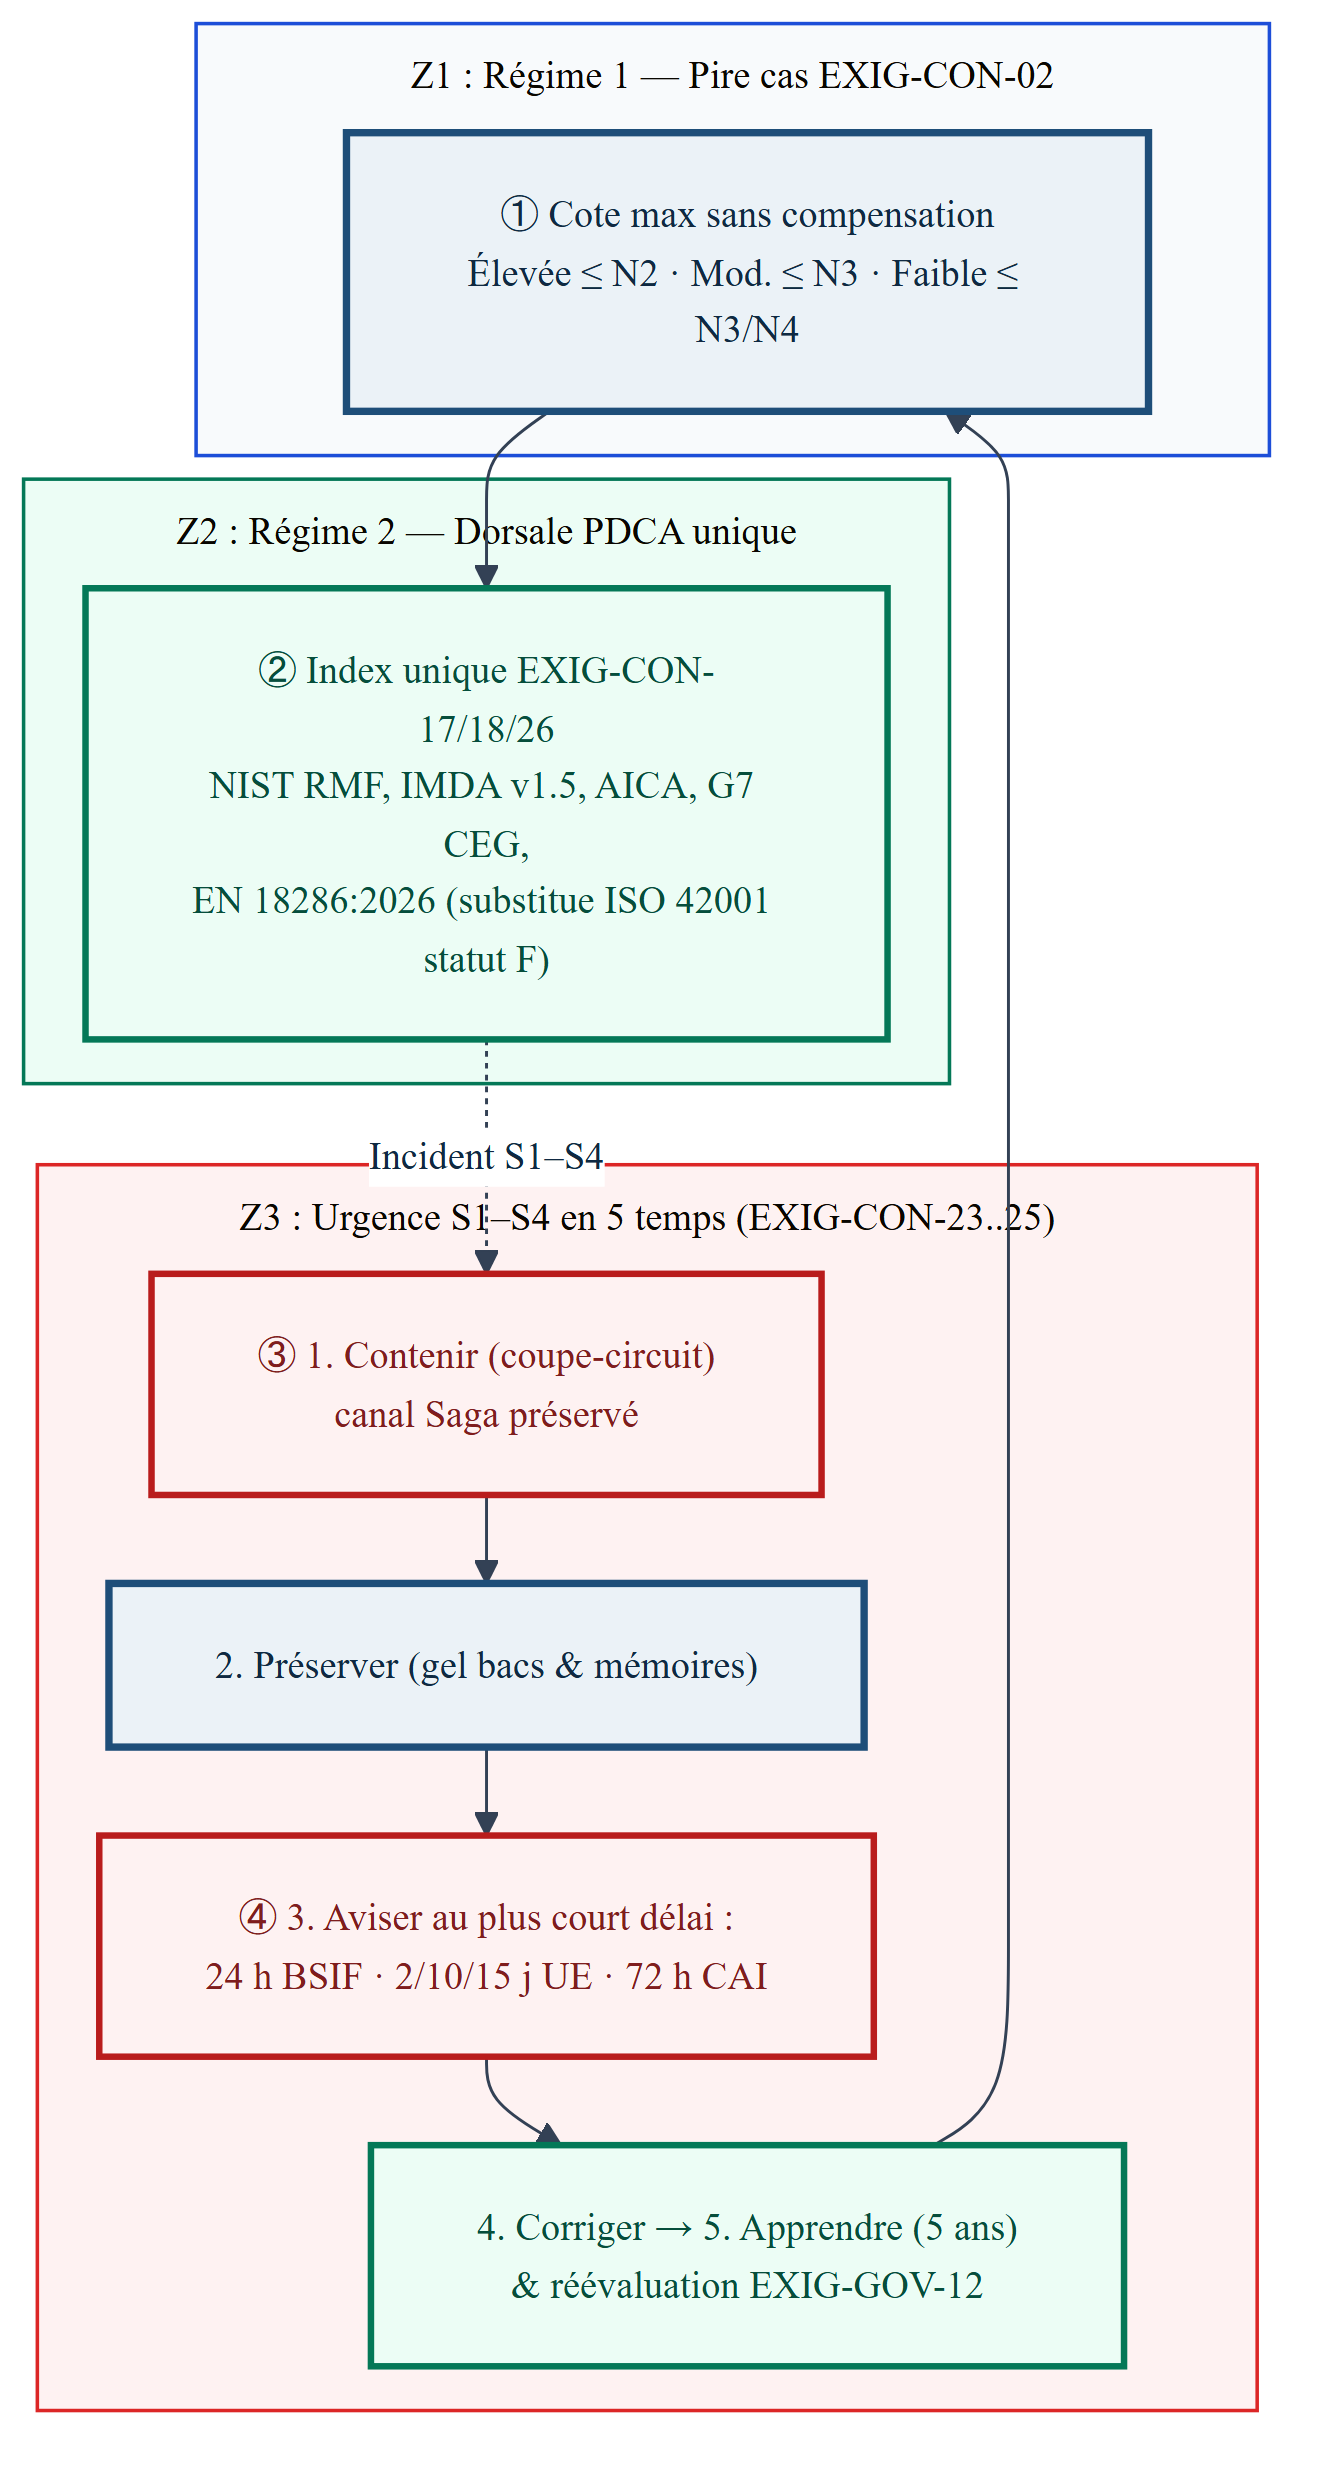 Z1 : Régime 1 — Pire cas EXIG-CON-02
① Cote max sans compensation
Élevée ≤ N2 · Mod. ≤ N3 · Faible ≤
N3/N4
Z2 : Régime 2 — Dorsale PDCA unique
② Index unique EXIG-CON-
17/18/26
NIST RMF, IMDA v1.5, AICA, G7
CEG,
EN 18286:2026 (substitue ISO 42001
statut F)
Incident S1–S4
Z3 : Urgence S1–S4 en 5 temps (EXIG-CON-23..25)
③ 1. Contenir (coupe-circuit)
canal Saga préservé
2. Préserver (gel bacs & mémoires)
④ 3. Aviser au plus court délai :
24 h BSIF · 2/10/15 j UE · 72 h CAI
4. Corriger → 5. Apprendre (5 ans)
& réévaluation EXIG-GOV-12